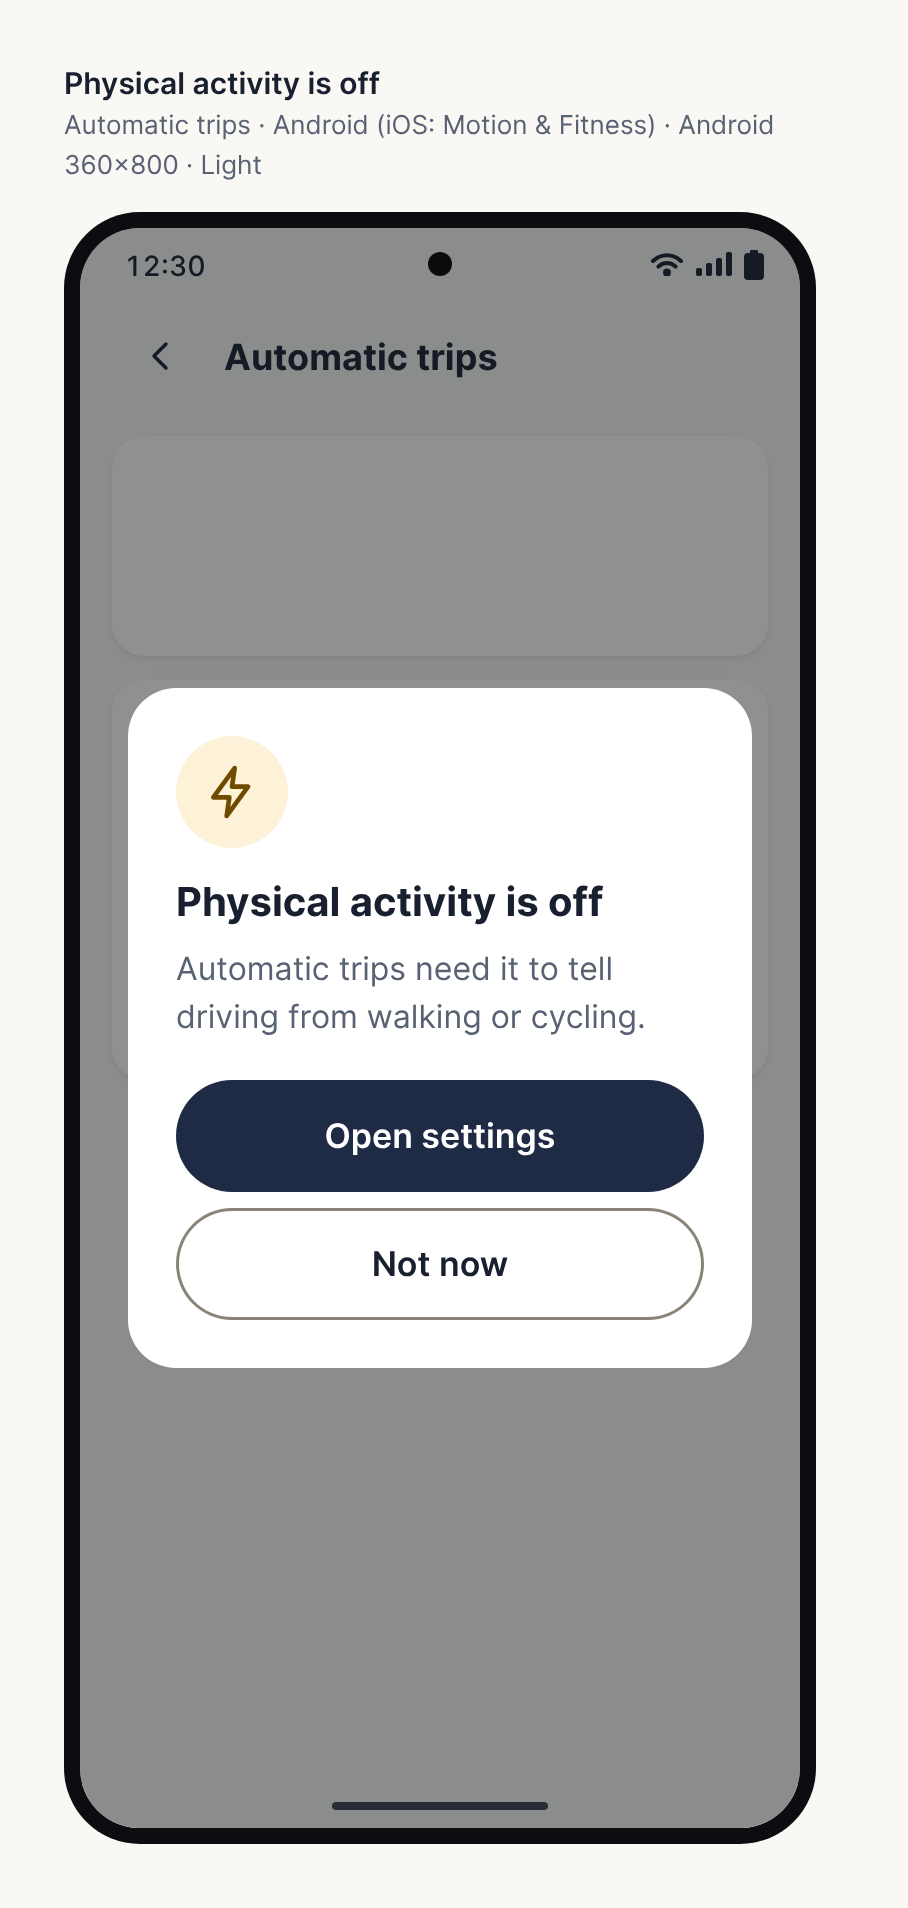 Physical activity is off
Automatic trips · Android (iOS: Motion & Fitness) · Android
360×800 · Light
12:30
Automatic trips
Physical activity is off
Automatic trips need it to tell
driving from walking or cycling.
Open settings
Not now